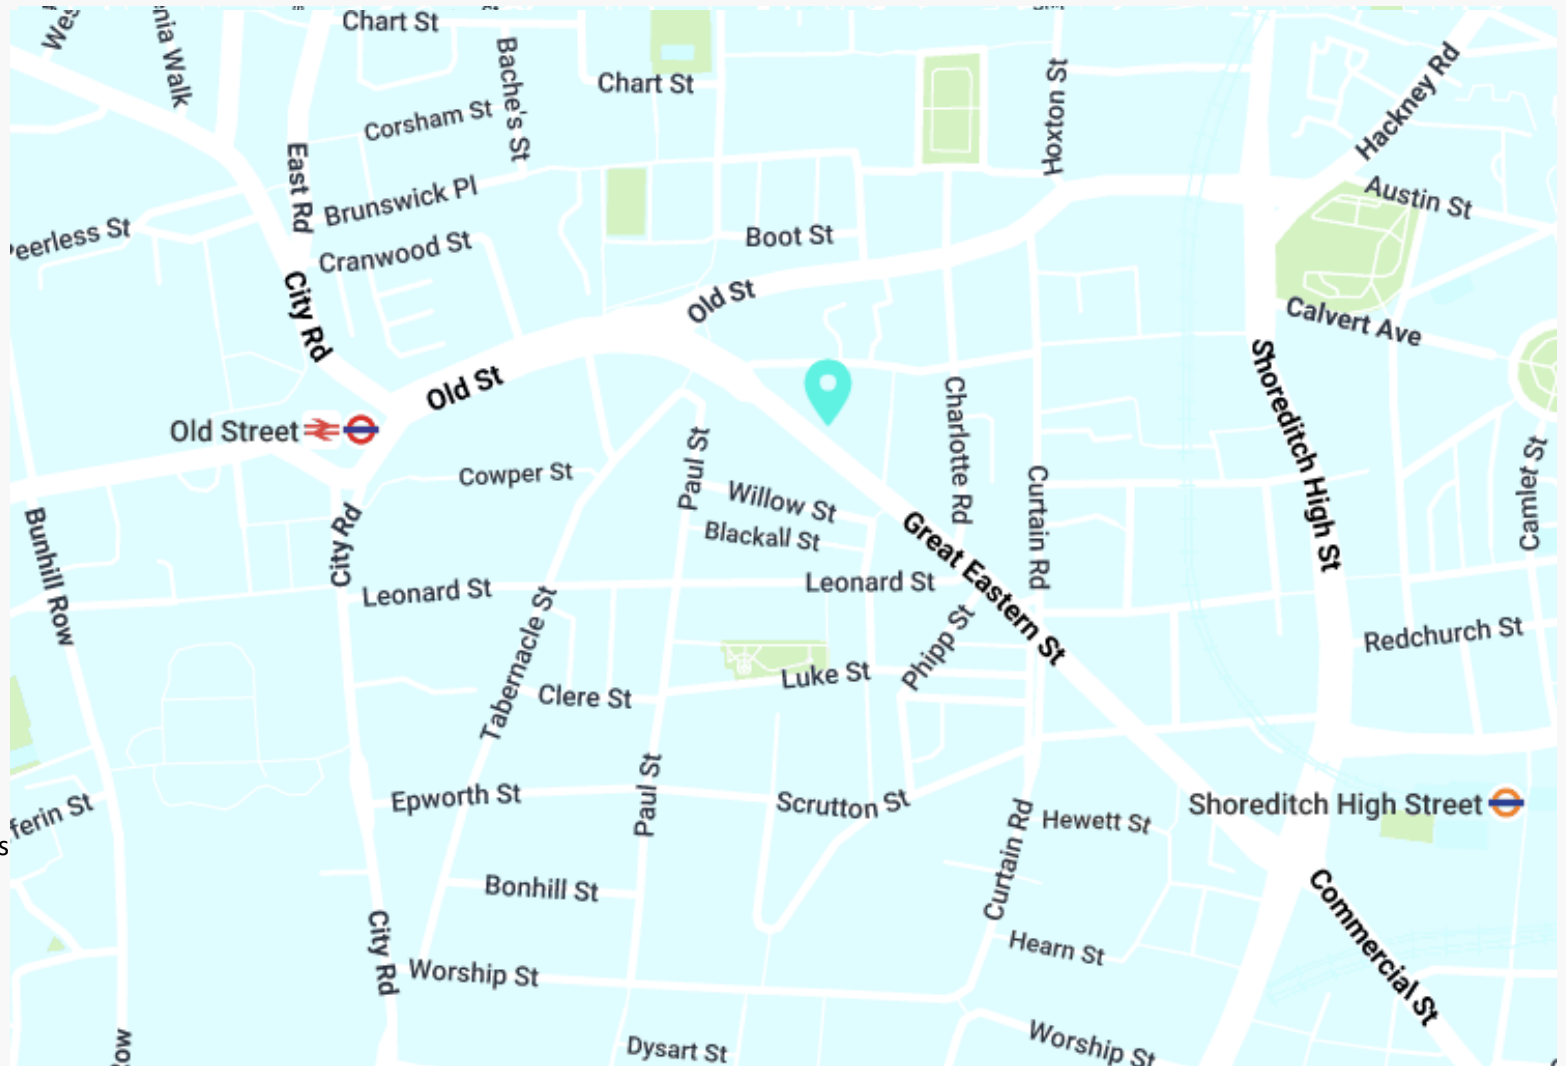 Chart St
Bache's St
Chart St
Hoxton St
Hackney Rd
Corsham St
East Rd
Brunswick Pl
Austin St
Peerless St
Cranwood St
Boot St
City Rd
Old St
Calvert Ave
Old St
Shoreditch High St
Old Street
Charlotte Rd
Paul St
Cowper St
Willow St
Curtain Rd
Camlet St
Bunhill Row
City Rd
Blackall St
Great Eastern St
Leonard St
Leonard St
Phipp St
Redchurch St
Tabernacle St
Luke St
Clere St
Paul St
Epworth St
Scrutton St
Shoreditch High Street
Hewett St
Curtain Rd
Bonhill St
Commercial St
City Rd
Hearn St
Worship St
Worship St
Dysart St